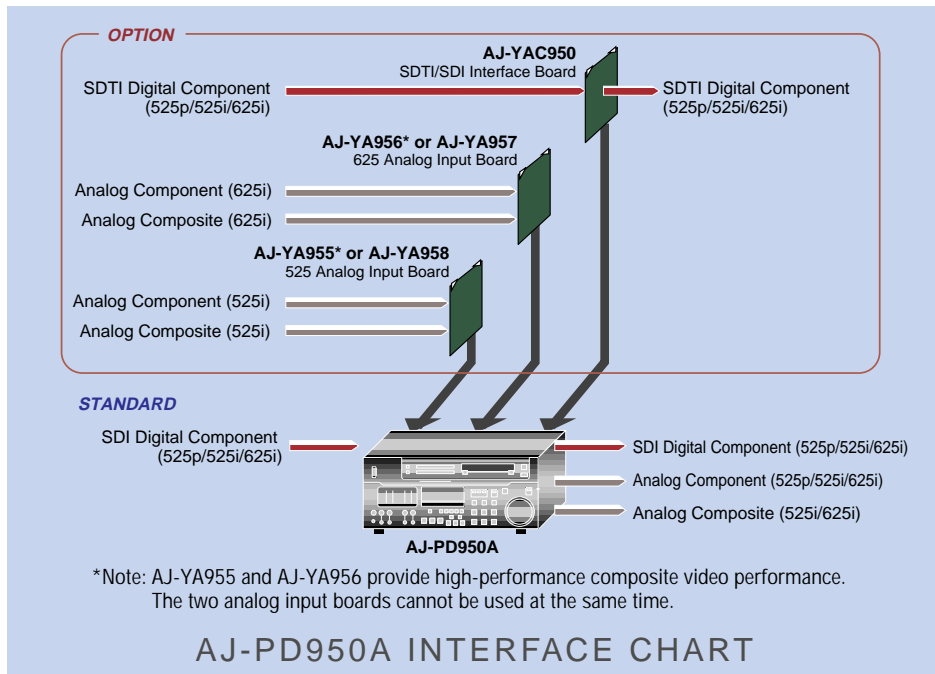 OPTION
AJ-YAC950
SDTI/SDI Interface Board
SDTI Digital Component
(525p/525i/625i)
SDTI Digital Component
(525p/525i/625i)
AJ-YA956* or AJ-YA957
625 Analog Input Board
Analog Component (625i)
Analog Composite (625i)
AJ-YA955* or AJ-YA958
525 Analog Input Board
Analog Component (525i)
Analog Composite (525i)
STANDARD
SDI Digital Component
(525p/525i/625i)
SDI Digital Component (525p/525i/625i)
Analog Component (525p/525i/625i)
Analog Composite (525i/625i)
AJ-PD950A
*Note: AJ-YA955 and AJ-YA956 provide high-performance composite video performance.
The two analog input boards cannot be used at the same time.
AJ-PD950A INTERFACE CHART